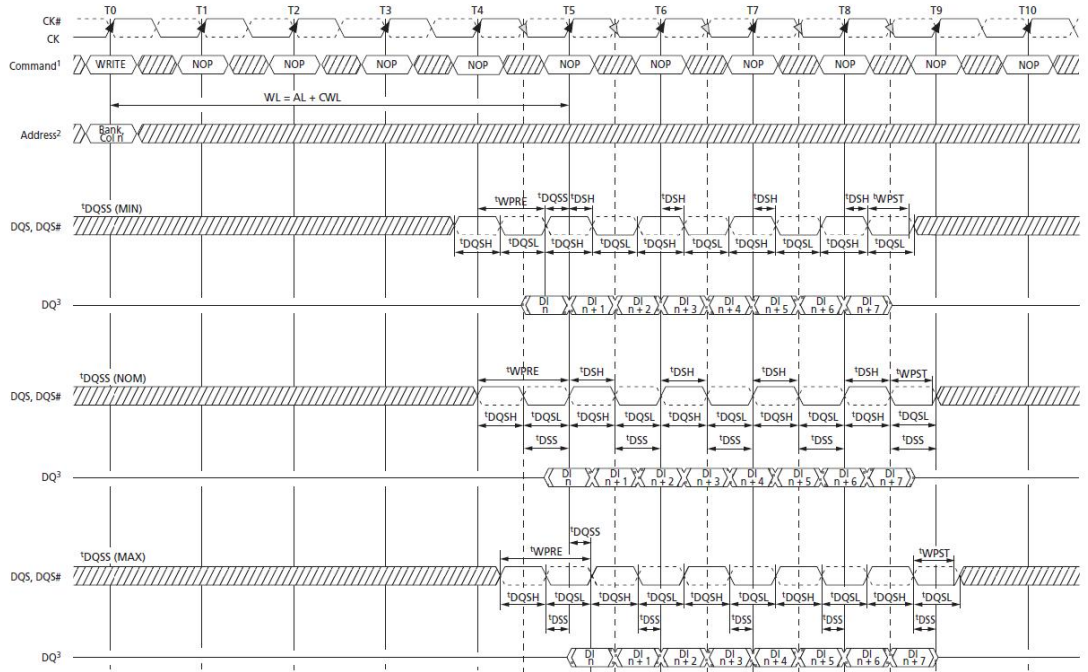 T0 T1 T2 T3 T4 T5 T6 T7 T8 T9 T10
CK#
CK
Command¹ WRITE NOP NOP NOP NOP NOP NOP NOP NOP NOP NOP
WL = AL + CWL
Address² Bank,
Col n
ᵗDQSS (MIN) ᵗWPRE ᵗDQSS ᵗDSH ᵗDSH ᵗDSH ᵗDSH ᵗWPST
DQS, DQS#
ᵗDQSH ᵗDQSL ᵗDQSH ᵗDQSL ᵗDQSH ᵗDQSL ᵗDQSH ᵗDQSL ᵗDQSH ᵗDQSL
DQ³ DI DI DI DI DI DI DI DI
n n + 1 n + 2 n + 3 n + 4 n + 5 n + 6 n + 7
ᵗDQSS (NOM) ᵗWPRE ᵗDSH ᵗDSH ᵗDSH ᵗDSH ᵗWPST
DQS, DQS#
ᵗDQSH ᵗDQSL ᵗDQSH ᵗDQSL ᵗDQSH ᵗDQSL ᵗDQSH ᵗDQSL ᵗDQSH ᵗDQSL
ᵗDSS ᵗDSS ᵗDSS ᵗDSS ᵗDSS
DQ³ DI DI DI DI DI DI DI DI
n n + 1 n + 2 n + 3 n + 4 n + 5 n + 6 n + 7
ᵗDQSS
ᵗDQSS (MAX) ᵗWPRE ᵗWPST
DQS, DQS#
ᵗDQSH ᵗDQSL ᵗDQSH ᵗDQSL ᵗDQSH ᵗDQSL ᵗDQSH ᵗDQSL ᵗDQSH ᵗDQSL
ᵗDSS ᵗDSS ᵗDSS ᵗDSS ᵗDSS
DQ³ DI DI DI DI DI DI DI DI
n n + 1 n + 2 n + 3 n + 4 n + 5 n + 6 n + 7